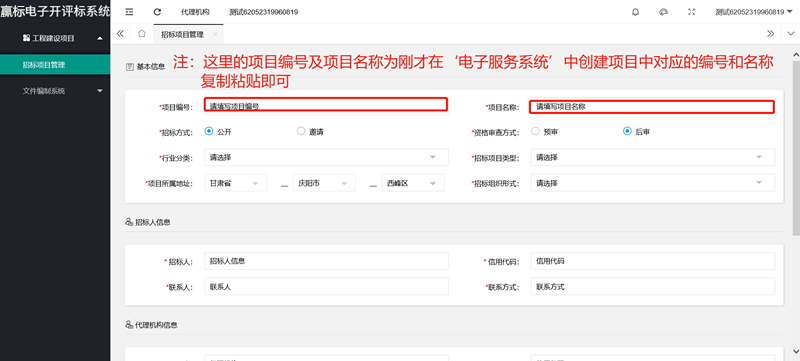 赢标电子开评标系统
代理机构 测试62052319960819 测试62052319960819
工程建设项目
招标项目管理
文件编制系统
招标项目管理
注：这里的项目编号及项目名称为刚才在‘电子服务系统’中创建项目中对应的编号和名称
复制粘贴即可
基本信息
*项目编号: 请填写项目编号 *项目名称: 请填写项目名称
*招标方式: 公开 邀请 *资格审查方式: 预审 后审
*行业分类: 请选择 *招标项目类型: 请选择
*项目所属地址: 甘肃省 — 庆阳市 — 西峰区 *招标组织形式: 请选择
招标人信息
* 招标人: 招标人信息 * 信用代码: 信用代码
*联系人: 联系人 *联系方式: 联系方式
代理机构信息